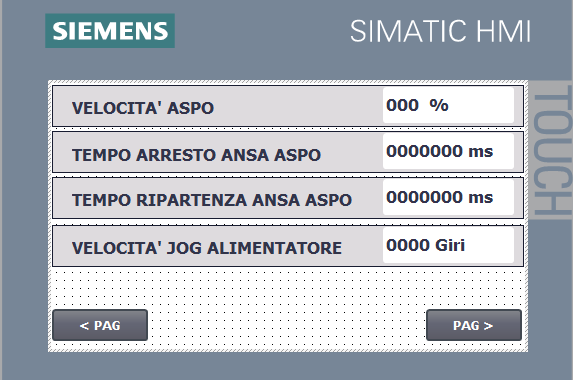 SIEMENS
SIMATIC HMI
TOUCH
VELOCITA' ASPO 000 %
TEMPO ARRESTO ANSA ASPO 0000000 ms
TEMPO RIPARTENZA ANSA ASPO 0000000 ms
VELOCITA' JOG ALIMENTATORE 0000 Giri
< PAG
PAG >